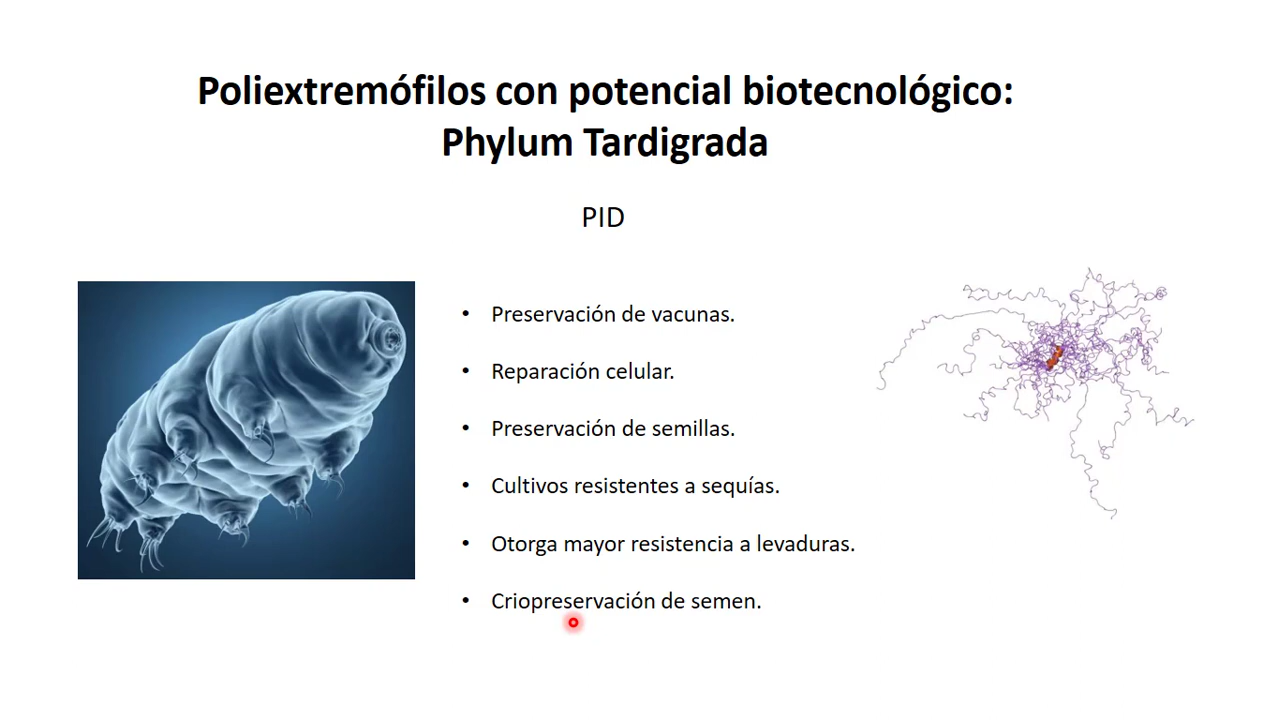 Poliextremófilos con potencial biotecnológico:
Phylum Tardigrada
PID
• Preservación de vacunas.
• Reparación celular.
• Preservación de semillas.
• Cultivos resistentes a sequías.
• Otorga mayor resistencia a levaduras.
• Criopreservación de semen.